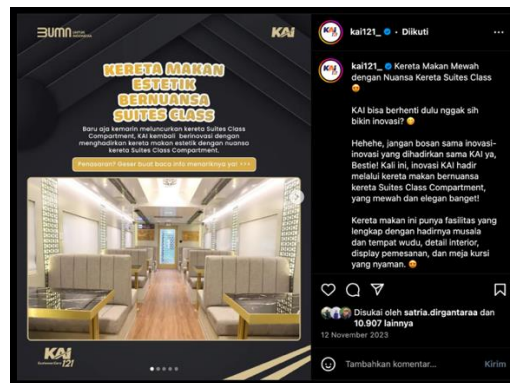 BUMN UNTUK INDONESIA
KAI
KERETA MAKAN
ESTETIK
BERNUANSA
SUITES CLASS
Baru aja kemarin meluncurkan kereta Suites Class
Compartment, KAI kembali berinovasi dengan
menghadirkan kereta makan estetik dengan nuansa
kereta Suites Class Compartment.
Penasaran? Geser buat baca info menariknya ya!
KAI
121
kai121_ • Diikuti
kai121_ Kereta Makan Mewah
dengan Nuansa Kereta Suites Class
KAI bisa berhenti dulu nggak sih
bikin inovasi?
Hehehe, jangan bosan sama inovasi-
inovasi yang dihadirkan sama KAI ya,
Bestie! Kali ini, inovasi KAI hadir
melalui kereta makan bernuansa
kereta Suites Class Compartment,
yang mewah dan elegan banget!
Kereta makan ini punya fasilitas yang
lengkap dengan hadirnya musala
dan tempat wudu, detail interior,
display pemesanan, dan meja kursi
yang nyaman.
Disukai oleh satria.dirgantaraa dan
10.907 lainnya
12 November 2023
Tambahkan komentar...
Kirim